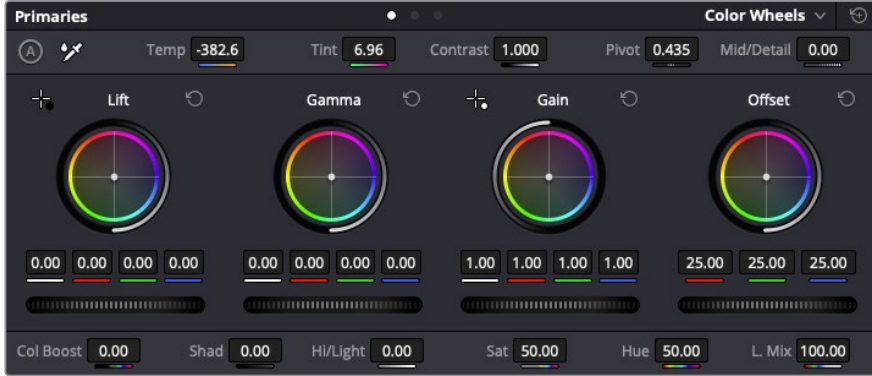 Primaries Color Wheels
A Temp -382.6 Tint 6.96 Contrast 1.000 Pivot 0.435 Mid/Detail 0.00
Lift Gamma Gain Offset
0.00 0.00 0.00 0.00 0.00 0.00 0.00 0.00 1.00 1.00 1.00 1.00 25.00 25.00 25.00
Col Boost 0.00 Shad 0.00 Hi/Light 0.00 Sat 50.00 Hue 50.00 L. Mix 100.00